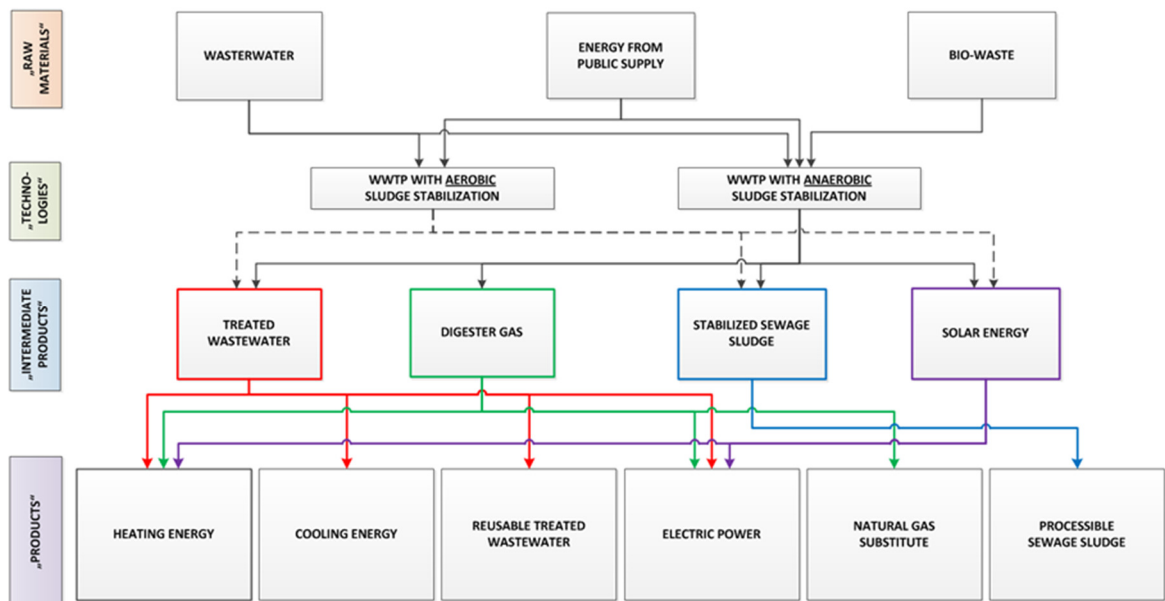 „RAW
MATERIALS“
WASTERWATER
ENERGY FROM
PUBLIC SUPPLY
BIO-WASTE
„TECHNO-
LOGIES“
WWTP WITH AEROBIC
SLUDGE STABILIZATION
WWTP WITH ANAEROBIC
SLUDGE STABILIZATION
„INTERMEDIATE
PRODUCTS“
TREATED
WASTEWATER
DIGESTER GAS
STABILIZED SEWAGE
SLUDGE
SOLAR ENERGY
„PRODUCTS“
HEATING ENERGY
COOLING ENERGY
REUSABLE TREATED
WASTEWATER
ELECTRIC POWER
NATURAL GAS
SUBSTITUTE
PROCESSIBLE
SEWAGE SLUDGE